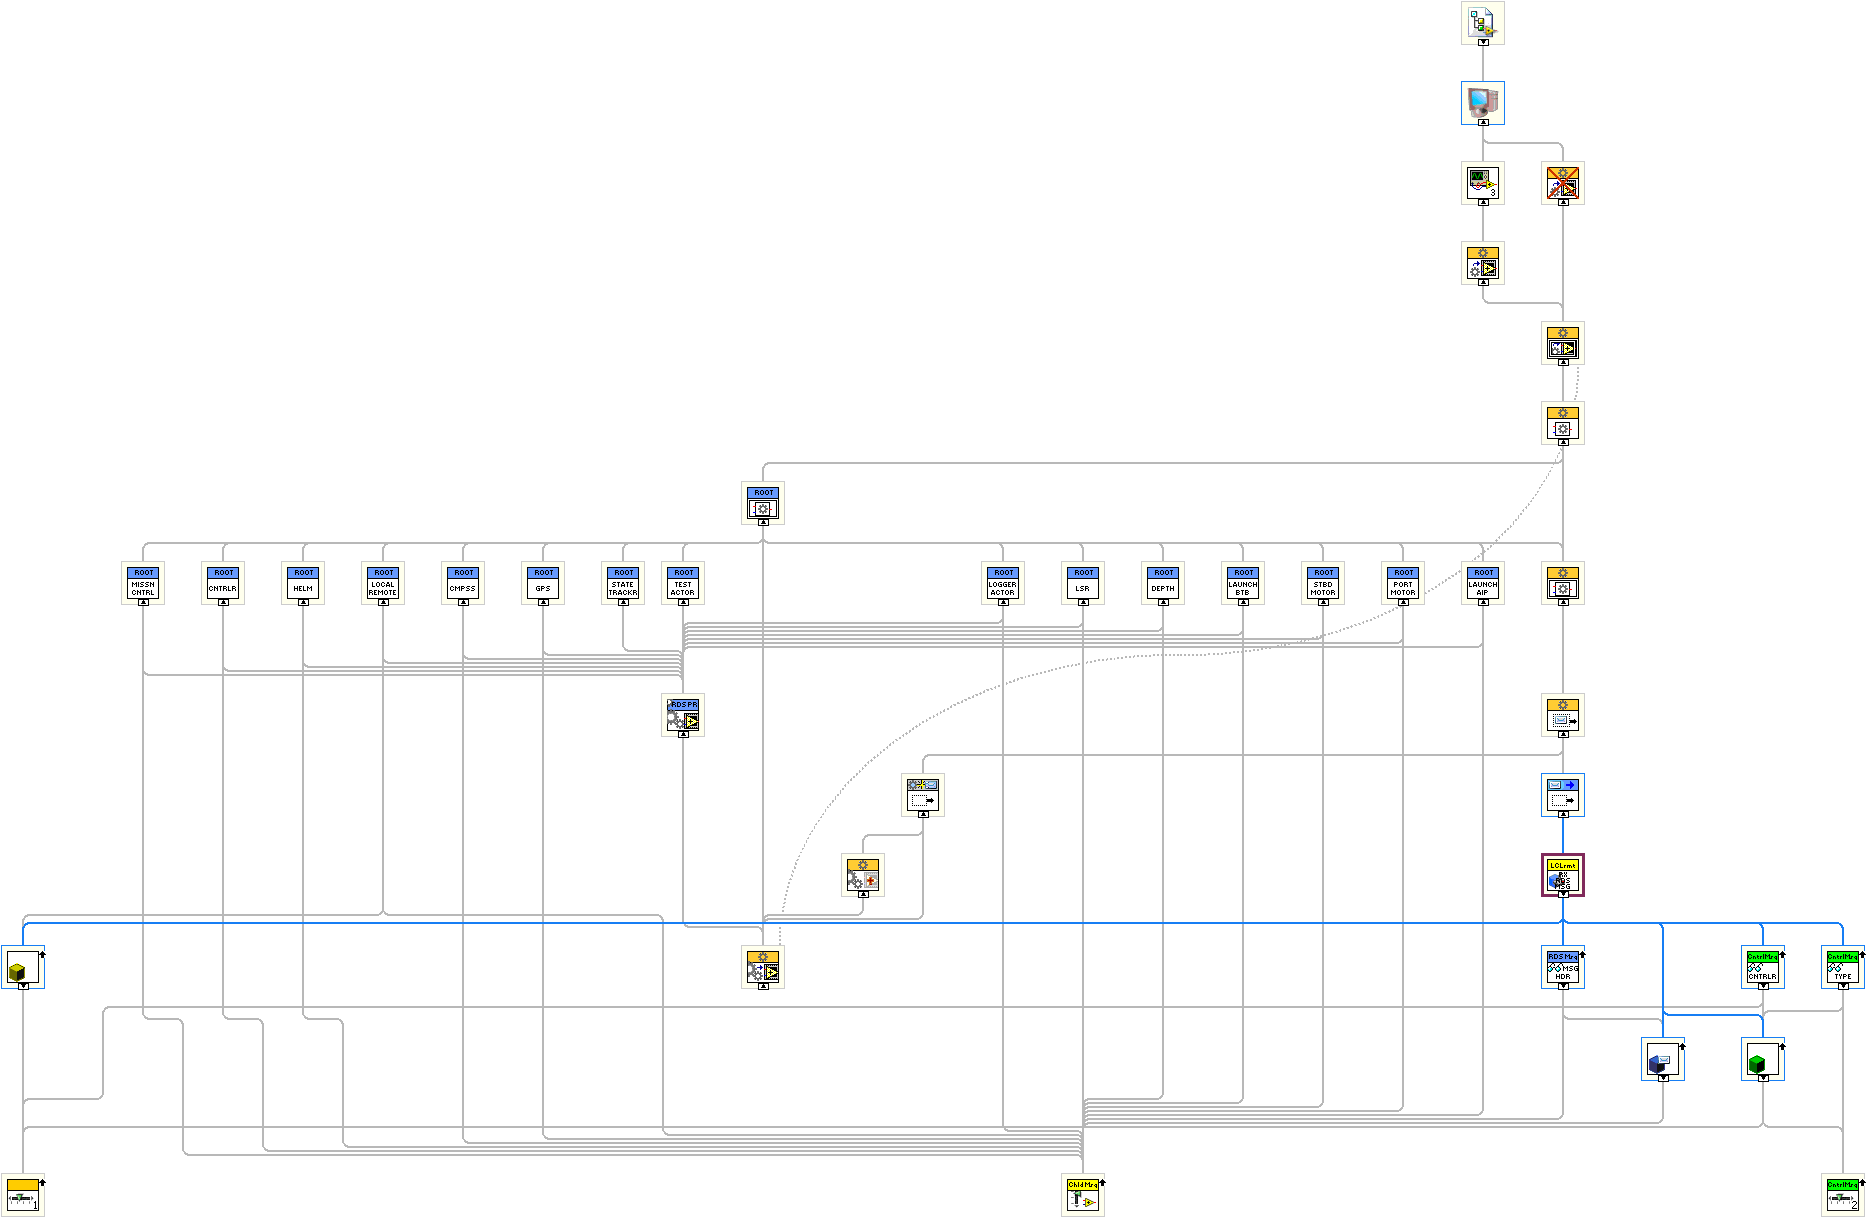 3
ROOT
ROOT
MISSN
CNTRL
ROOT
CNTRLR
ROOT
HELM
ROOT
LOCAL
REMOTE
ROOT
CMPSS
ROOT
GPS
ROOT
STATE
TRACKR
ROOT
TEST
ACTOR
ROOT
LOGGER
ACTOR
ROOT
LSR
ROOT
DEPTH
ROOT
LAUNCH
BTB
ROOT
STBD
MOTOR
ROOT
PORT
MOTOR
ROOT
LAUNCH
AIP
RDS PR
LCLrmt
RX
RDS
MSG
RDS Msg
MSG
HDR
CntrlMsg
CNTRLR
CntrlMsg
TYPE
1
Chld Msg
CntrlMsg
2